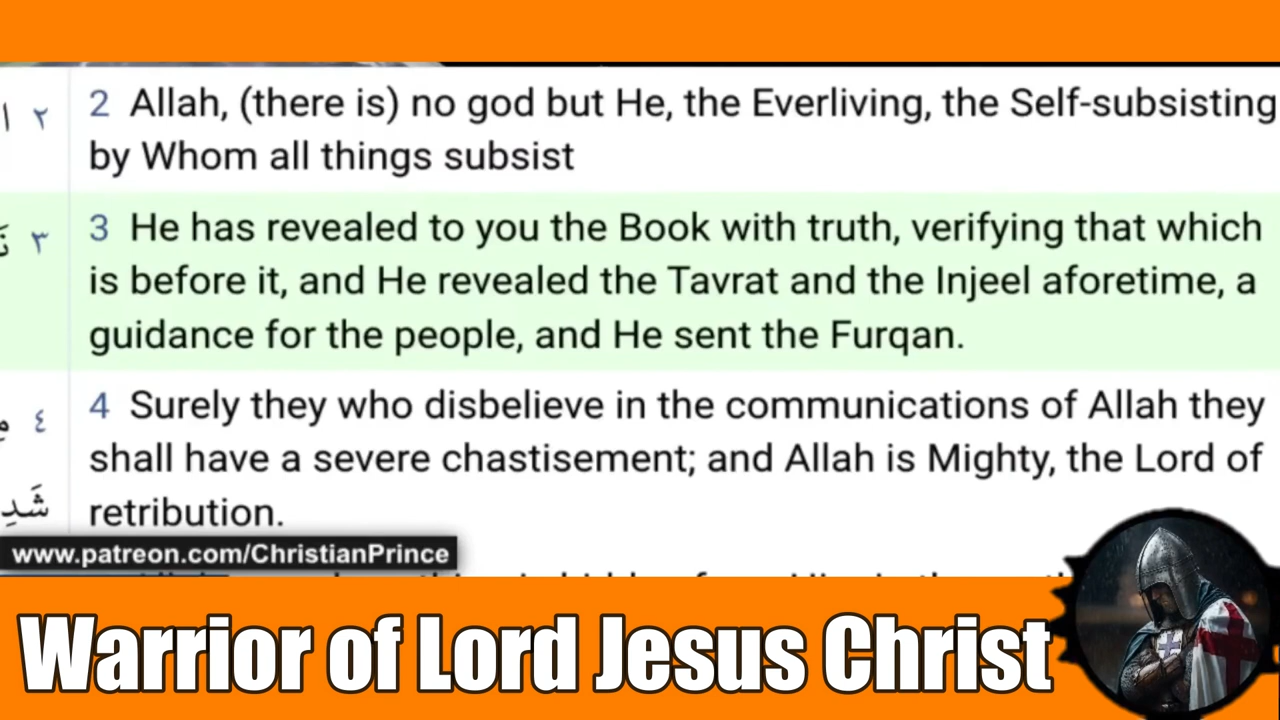 2 Allah, (there is) no god but He, the Everliving, the Self-subsisting
by Whom all things subsist
٢
3 He has revealed to you the Book with truth, verifying that which
is before it, and He revealed the Tavrat and the Injeel aforetime, a
guidance for the people, and He sent the Furqan.
٣
4 Surely they who disbelieve in the communications of Allah they
shall have a severe chastisement; and Allah is Mighty, the Lord of
retribution.
٤
شَدِ
www.patreon.com/ChristianPrince
Warrior of Lord Jesus Christ